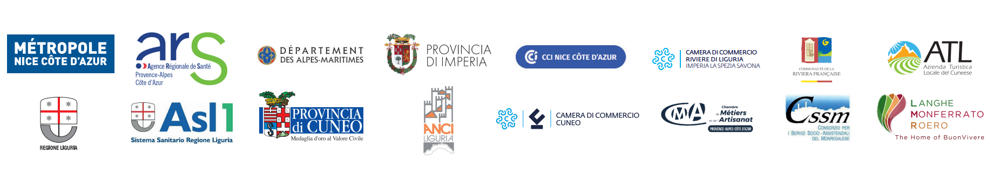 MÉTROPOLE
NICE CÔTE D'AZUR
ars
Agence Régionale de Santé
Provence-Alpes
Côte d'Azur
DÉPARTEMENT
DES ALPES-MARITIMES
PROVINCIA
DI IMPERIA
CCI NICE CÔTE D'AZUR
CAMERA DI COMMERCIO
RIVIERE DI LIGURIA
IMPERIA LA SPEZIA SAVONA
G
COMMUNAUTÉ DE LA
RIVIERA FRANÇAISE
ATL
Azienda Turistica
Locale del Cuneese
REGIONE LIGURIA
Asl1
Sistema Sanitario Regione Liguria
PROVINCIA
di CUNEO
Medaglia d'oro al Valore Civile
ANCI
LIGURIA
CAMERA DI COMMERCIO
CUNEO
CMA
Chambre
de Métiers
et de l'Artisanat
PROVENCE-ALPES-CÔTE D'AZUR
Cssm
CONSORZIO PER
I SERVIZI SOCIO-ASSISTENZIALI
DEL MONREGALESE
LANGHE
MONFERRATO
ROERO
The Home of BuonVivere